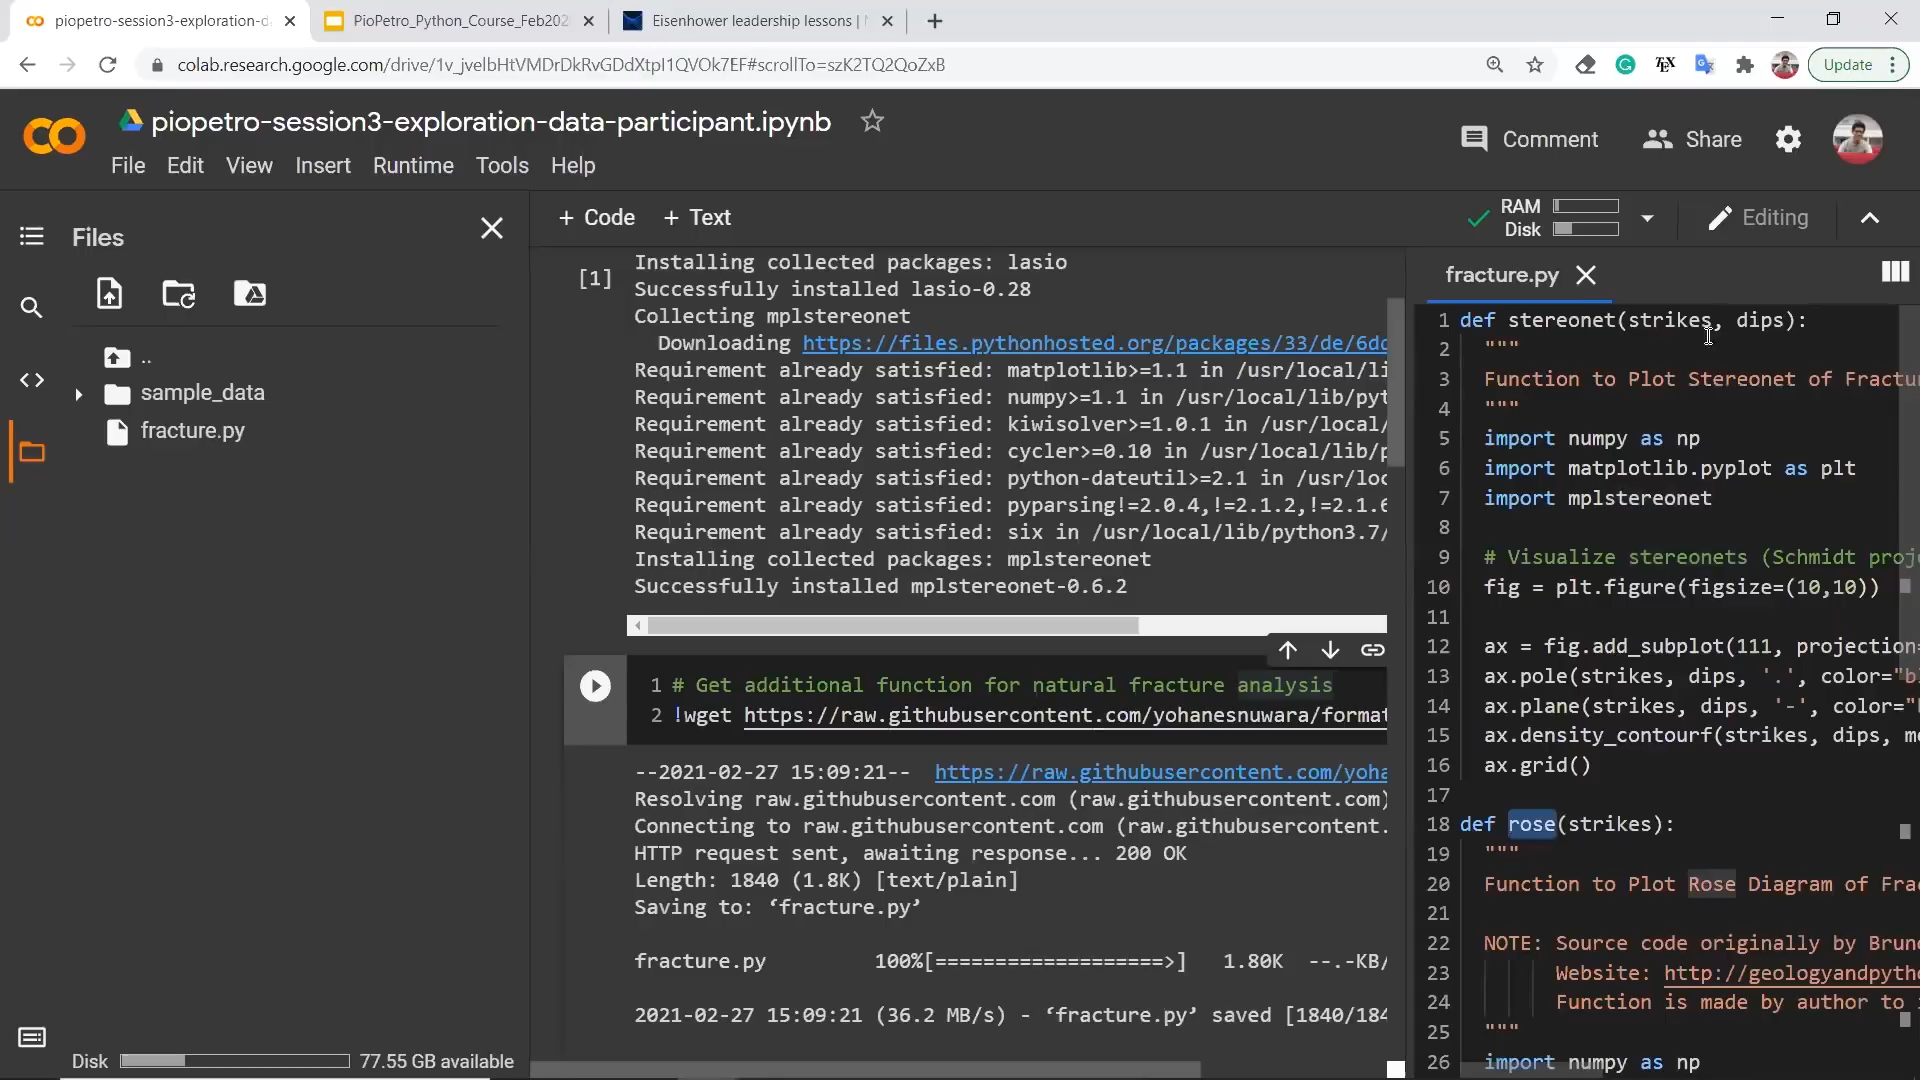 piopetro-session3-exploration-d
PioPetro_Python_Course_Feb202
Eisenhower leadership lessons |
colab.research.google.com/drive/1v_jvelbHtVMDrDkRvGDdXtpI1QVOk7EF#scrollTo=szK2TQ2QoZxB
Update
piopetro-session3-exploration-data-participant.ipynb
Comment
Share
File Edit View Insert Runtime Tools Help
Files
+ Code + Text
RAM
Disk
Editing
..
sample_data
fracture.py
Disk
77.55 GB available
[1]
Installing collected packages: lasio
Successfully installed lasio-0.28
Collecting mplstereonet
Downloading https://files.pythonhosted.org/packages/33/de/6dc
Requirement already satisfied: matplotlib>=1.1 in /usr/local/li
Requirement already satisfied: numpy>=1.1 in /usr/local/lib/pyt
Requirement already satisfied: kiwisolver>=1.0.1 in /usr/local/
Requirement already satisfied: cycler>=0.10 in /usr/local/lib/p
Requirement already satisfied: python-dateutil>=2.1 in /usr/loc
Requirement already satisfied: pyparsing!=2.0.4,!=2.1.2,!=2.1.6
Requirement already satisfied: six in /usr/local/lib/python3.7/
Installing collected packages: mplstereonet
Successfully installed mplstereonet-0.6.2
1 # Get additional function for natural fracture analysis
2 !wget https://raw.githubusercontent.com/yohanesnuwara/format
--2021-02-27 15:09:21-- https://raw.githubusercontent.com/yoha
Resolving raw.githubusercontent.com (raw.githubusercontent.com)
Connecting to raw.githubusercontent.com (raw.githubusercontent.
HTTP request sent, awaiting response... 200 OK
Length: 1840 (1.8K) [text/plain]
Saving to: ‘fracture.py’
fracture.py 100%[===================>] 1.80K --.-KB/
2021-02-27 15:09:21 (36.2 MB/s) - ‘fracture.py’ saved [1840/184
fracture.py
1 def stereonet(strikes, dips):
2 """
3 Function to Plot Stereonet of Fractu
4 """
5 import numpy as np
6 import matplotlib.pyplot as plt
7 import mplstereonet
8
9 # Visualize stereonets (Schmidt proj
10 fig = plt.figure(figsize=(10,10))
11
12 ax = fig.add_subplot(111, projection=
13 ax.pole(strikes, dips, '.', color="b
14 ax.plane(strikes, dips, '-', color="
15 ax.density_contourf(strikes, dips, me
16 ax.grid()
17
18 def rose(strikes):
19 """
20 Function to Plot Rose Diagram of Fra
21
22 NOTE: Source code originally by Brun
23 Website: http://geologyandpyth
24 Function is made by author to
25 """
26 import numpy as np